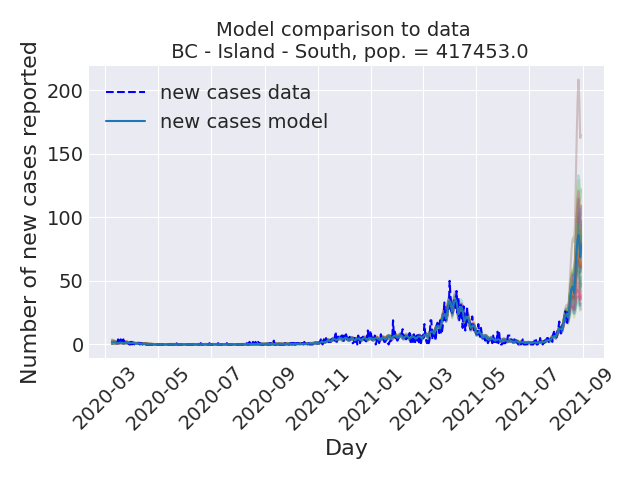 Model comparison to data
BC - Island - South, pop. = 417453.0
new cases data
new cases model
Number of new cases reported
200
150
100
50
0
2020-03
2020-05
2020-07
2020-09
2020-11
2021-01
2021-03
2021-05
2021-07
2021-09
Day